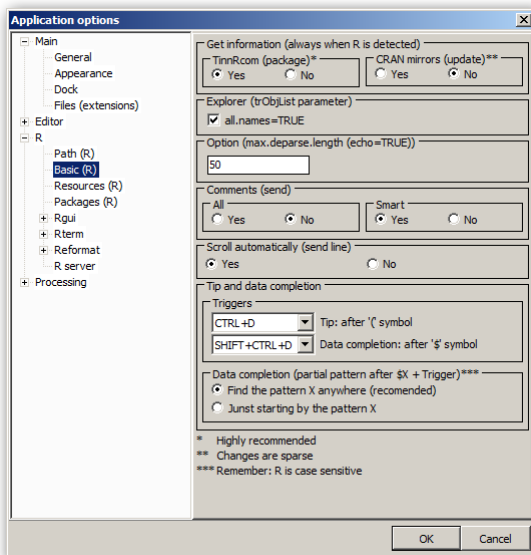 Application options
Main
General
Appearance
Dock
Files (extensions)
Editor
R
Path (R)
Basic (R)
Resources (R)
Packages (R)
Rgui
Rterm
Reformat
R server
Processing
Get information (always when R is detected)
TinnRcom (package)*
Yes No
CRAN mirrors (update)**
Yes No
Explorer (trObjList parameter)
all.names=TRUE
Option (max.deparse.length (echo=TRUE))
50
Comments (send)
All
Yes No
Smart
Yes No
Scroll automatically (send line)
Yes No
Tip and data completion
Triggers
CTRL+D Tip: after '(' symbol
SHIFT+CTRL+D Data completion: after '$' symbol
Data completion (partial pattern after $X + Trigger)***
Find the pattern X anywhere (recomended)
Junst starting by the pattern X
* Highly recommended
** Changes are sparse
*** Remember: R is case sensitive
OK Cancel